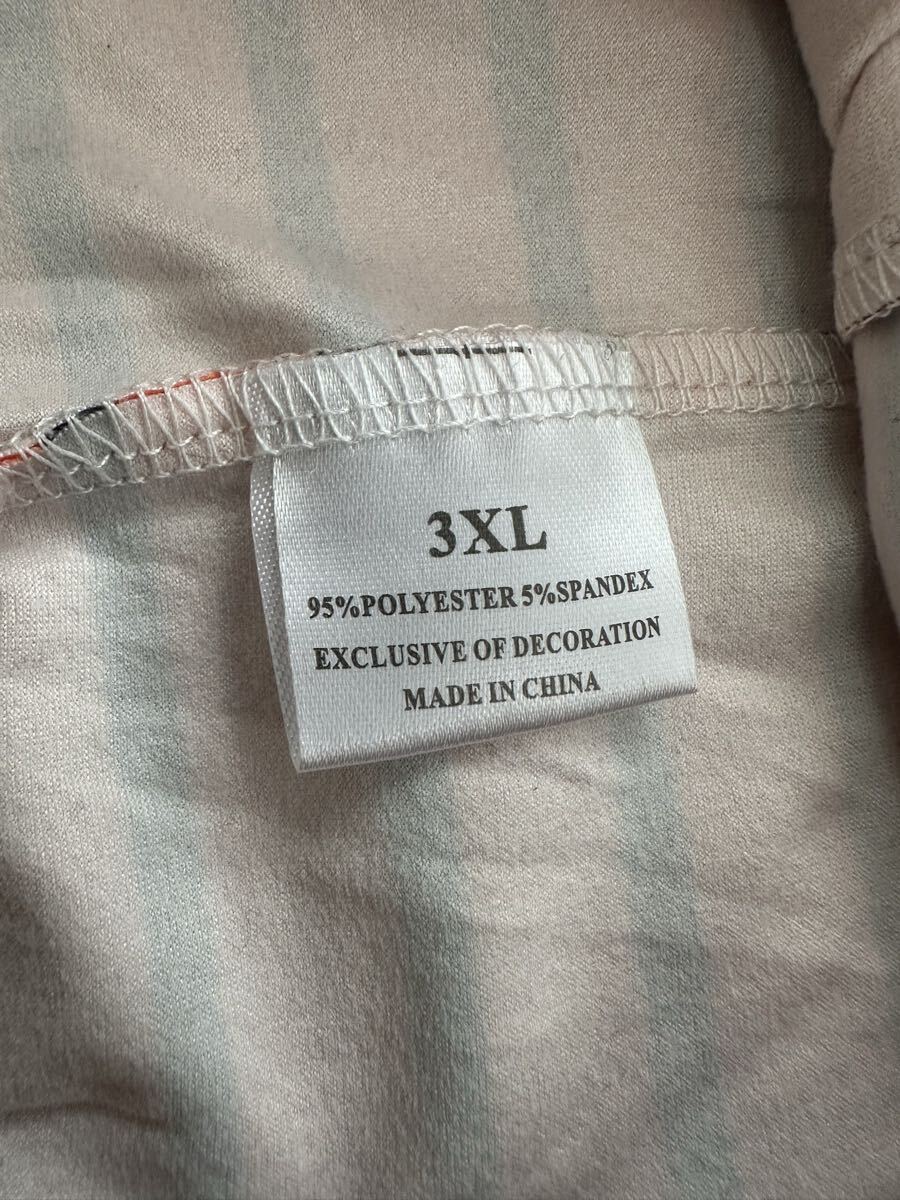 3XL
95%POLYESTER 5%SPANDEX
EXCLUSIVE OF DECORATION
MADE IN CHINA